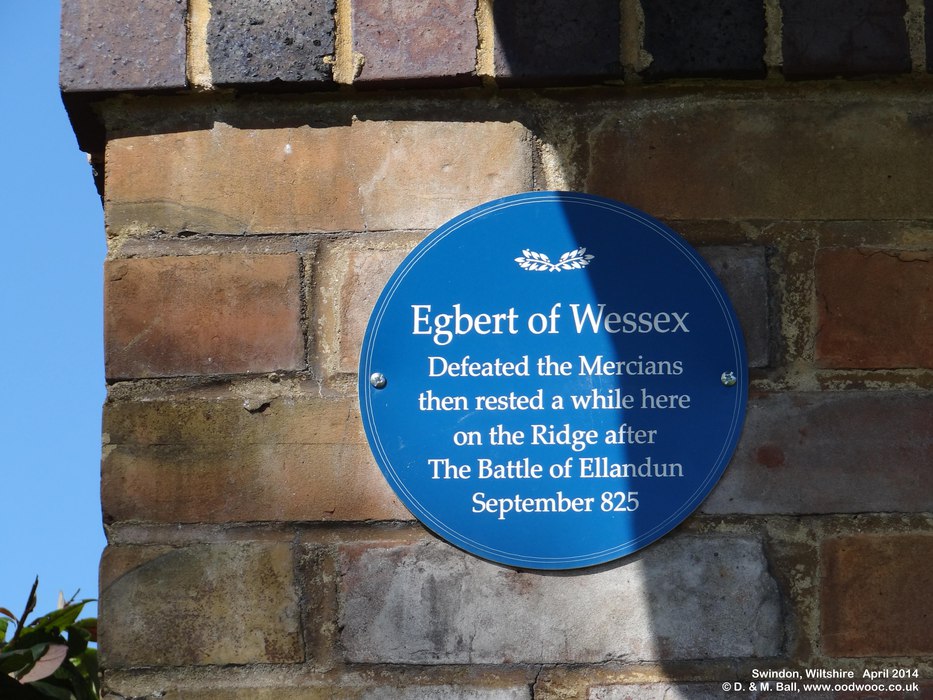 Egbert of Wessex
Defeated the Mercians
then rested a while here
on the Ridge after
The Battle of Ellandun
September 825
Swindon, Wiltshire April 2014
© D. & M. Ball, www.oodwooc.co.uk